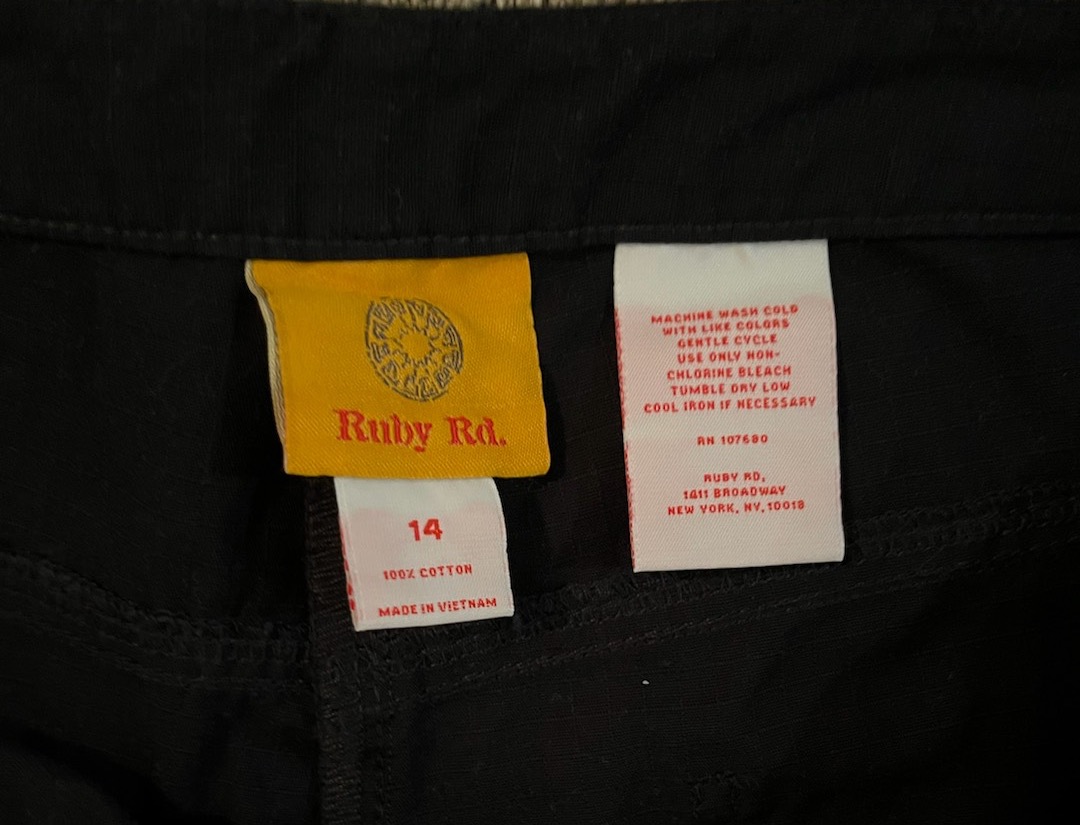 Ruby Rd.
14
100% COTTON
MADE IN VIETNAM
MACHINE WASH COLD
WITH LIKE COLORS
GENTLE CYCLE
USE ONLY NON-
CHLORINE BLEACH
TUMBLE DRY LOW
COOL IRON IF NECESSARY
RN 107680
RUBY RD,
1411 BROADWAY
NEW YORK, NY, 10018